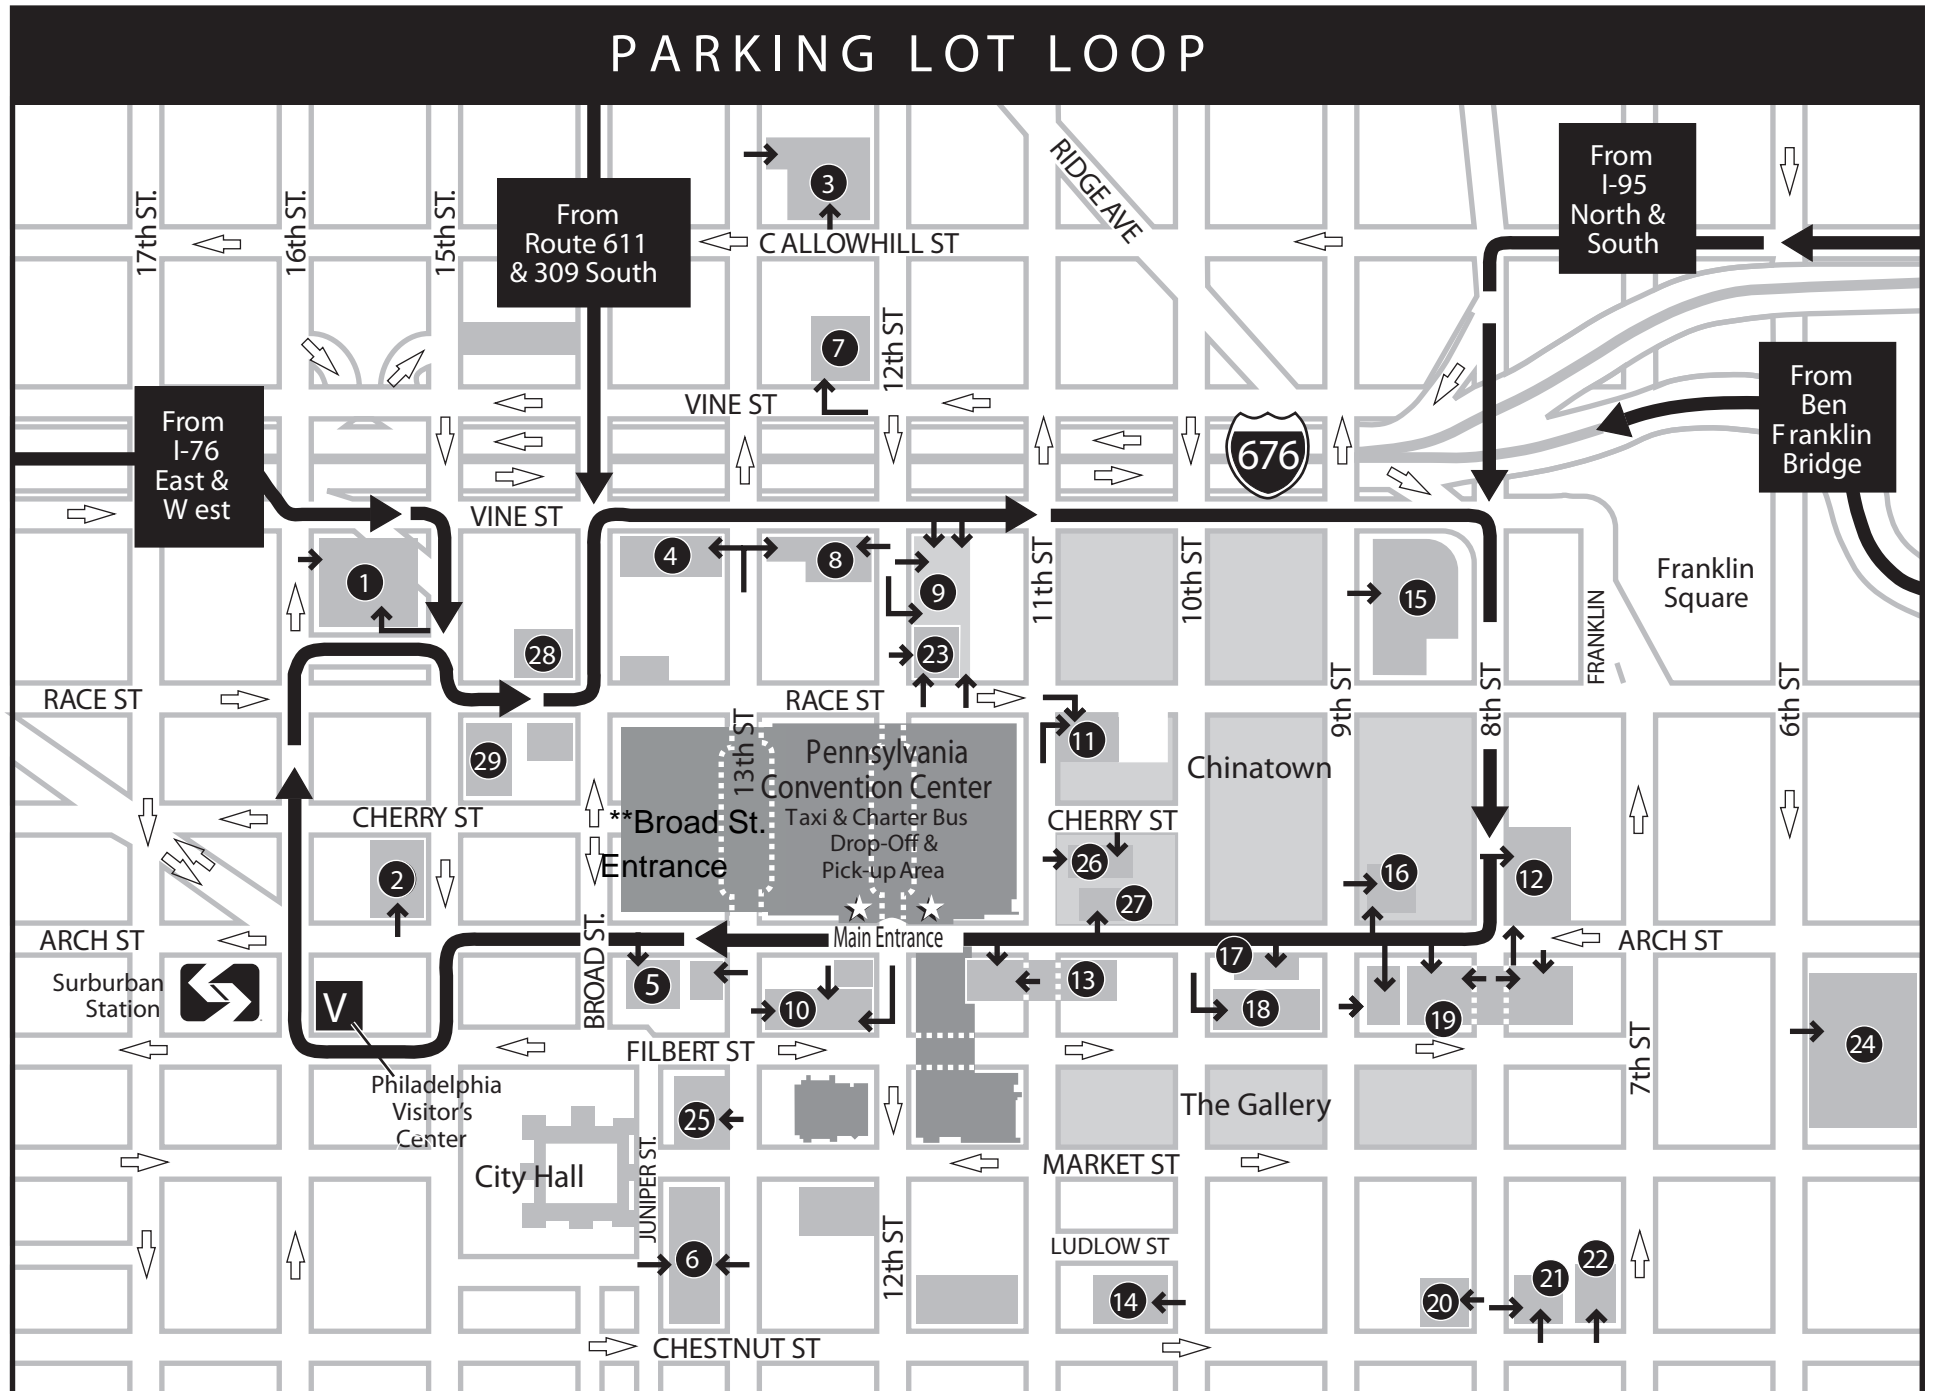 PARKING LOT LOOP
17th ST.
16th ST.
15th ST.
From
Route 611
& 309 South
3
C ALLOWHILL ST
RIDGE AVE
From
I-95
North &
South
7
12th ST
VINE ST
From
I-76
East &
W est
676
From
Ben
F ranklin
Bridge
VINE ST
1
28
4
8
9
23
11th ST
10th ST
15
FRANKLIN
Franklin
Square
RACE ST
RACE ST
9th ST
8th ST
6th ST
29
13th ST
Pennsylvania
Convention Center
Taxi & Charter Bus
Drop-Off &
Pick-up Area
**Broad St.
Entrance
11
Chinatown
CHERRY ST
CHERRY ST
2
26
27
16
12
ARCH ST
Main Entrance
ARCH ST
Surburban
Station
V
BROAD ST.
5
10
13
17
18
19
7th ST
24
FILBERT ST
Philadelphia
Visitor's
Center
25
The Gallery
City Hall
JUNIPER ST.
MARKET ST
6
12th ST
LUDLOW ST
14
20
21
22
CHESTNUT ST